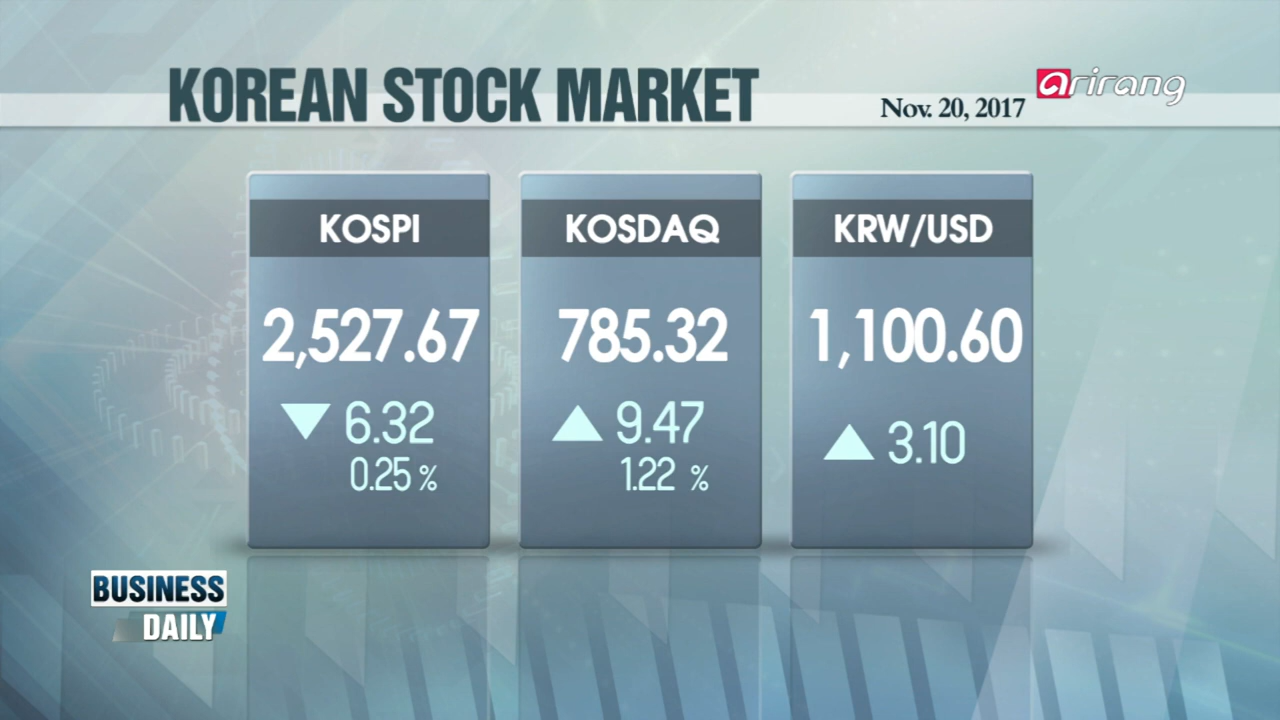 KOREAN STOCK MARKET
Nov. 20, 2017
arirang
KOSPI
2,527.67
▼ 6.32
0.25 %
KOSDAQ
785.32
▲ 9.47
1.22 %
KRW/USD
1,100.60
▲ 3.10
BUSINESS
DAILY